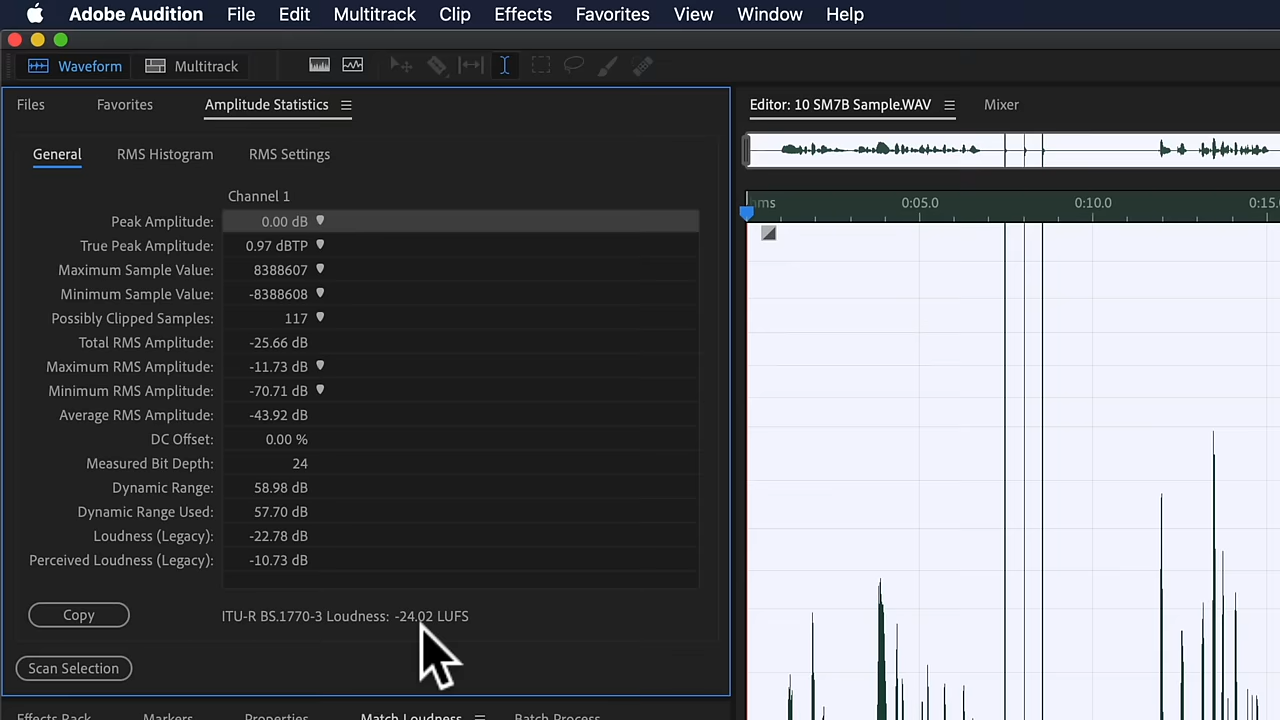 Adobe Audition File Edit Multitrack Clip Effects Favorites View Window Help
Waveform Multitrack
Files Favorites Amplitude Statistics Editor: 10 SM7B Sample.WAV Mixer
General RMS Histogram RMS Settings
Channel 1
hms 0:05.0 0:10.0 0:15.0
Peak Amplitude: 0.00 dB
True Peak Amplitude: 0.97 dBTP
Maximum Sample Value: 8388607
Minimum Sample Value: -8388608
Possibly Clipped Samples: 117
Total RMS Amplitude: -25.66 dB
Maximum RMS Amplitude: -11.73 dB
Minimum RMS Amplitude: -70.71 dB
Average RMS Amplitude: -43.92 dB
DC Offset: 0.00 %
Measured Bit Depth: 24
Dynamic Range: 58.98 dB
Dynamic Range Used: 57.70 dB
Loudness (Legacy): -22.78 dB
Perceived Loudness (Legacy): -10.73 dB
Copy ITU-R BS.1770-3 Loudness: -24.02 LUFS
Scan Selection
Effects Rack Markers Properties Match Loudness Batch Process